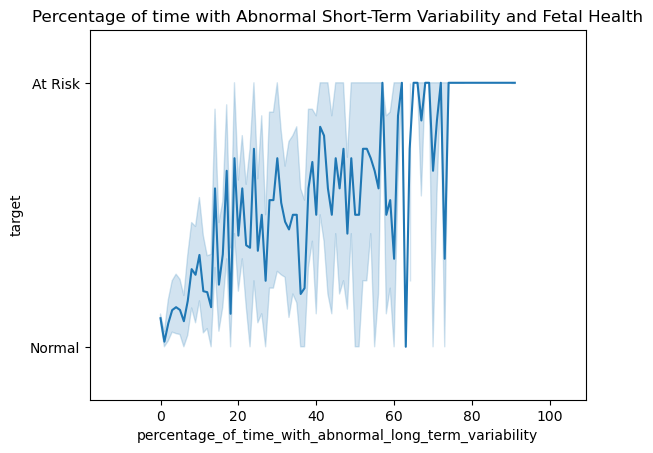 Percentage of time with Abnormal Short-Term Variability and Fetal Health
At Risk
target
Normal
0 20 40 60 80 100
percentage_of_time_with_abnormal_long_term_variability